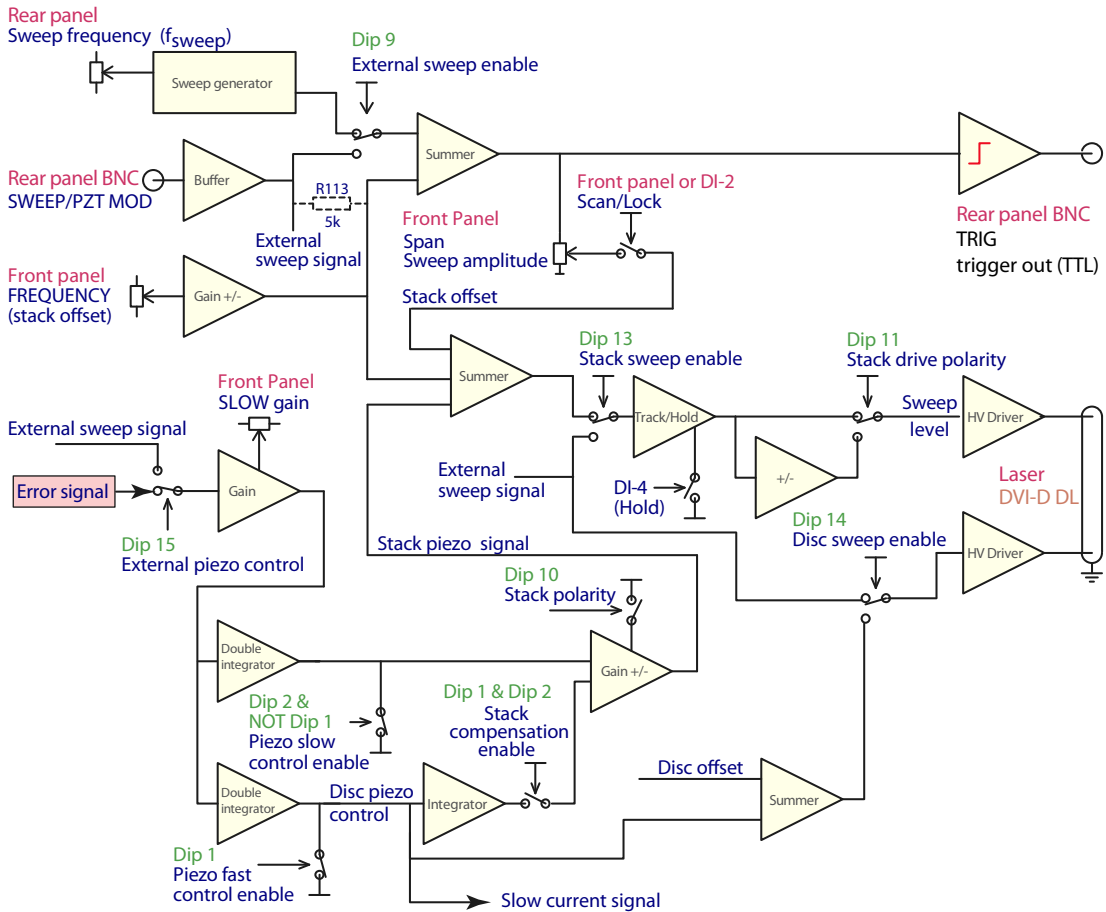 Rear panel
Sweep frequency (fsweep)
Sweep generator
Dip 9
External sweep enable
Summer
Rear panel BNC
SWEEP/PZT MOD
Buffer
R113
5k
External
sweep signal
Front panel or DI-2
Scan/Lock
Front Panel
Span
Sweep amplitude
Rear panel BNC
TRIG
trigger out (TTL)
Front panel
FREQUENCY
(stack offset)
Gain +/-
Stack offset
Summer
Dip 13
Stack sweep enable
Track/Hold
Dip 11
Stack drive polarity
Sweep
level
HV Driver
Front Panel
SLOW gain
External sweep signal
Error signal
Gain
Dip 15
External piezo control
External
sweep signal
DI-4
(Hold)
+/-
Laser
DVI-D DL
Dip 14
Disc sweep enable
HV Driver
Stack piezo signal
Dip 10
Stack polarity
Double
integrator
Gain +/-
Dip 2 &
NOT Dip 1
Piezo slow
control enable
Dip 1 & Dip 2
Stack
compensation
enable
Double
integrator
Disc piezo
control
Integrator
Disc offset
Summer
Dip 1
Piezo fast
control enable
Slow current signal